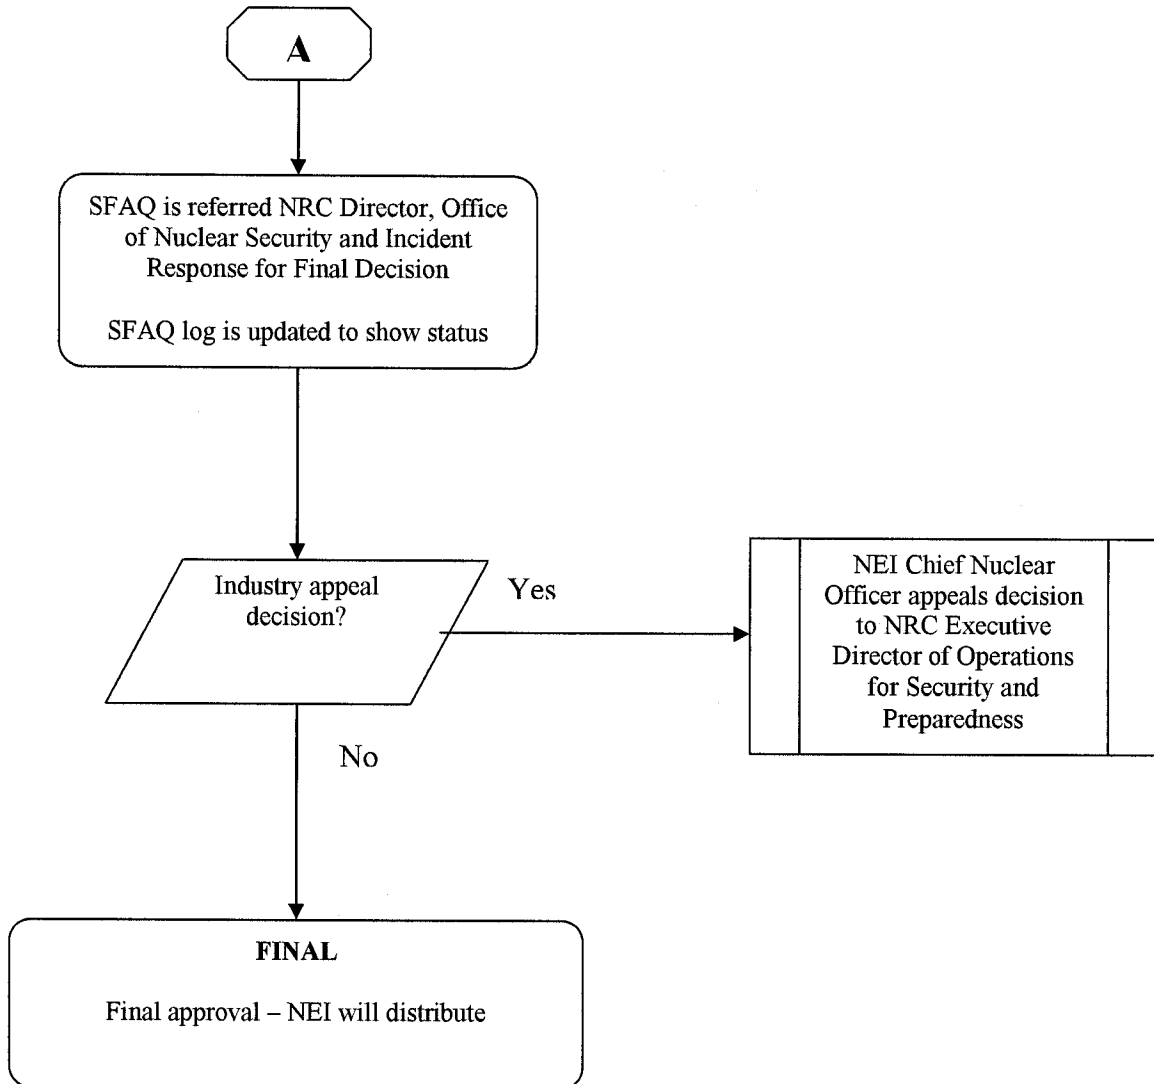 A
SFAQ is referred NRC Director, Office
of Nuclear Security and Incident
Response for Final Decision
SFAQ log is updated to show status
Industry appeal
decision?
Yes
NEI Chief Nuclear
Officer appeals decision
to NRC Executive
Director of Operations
for Security and
Preparedness
No
FINAL
Final approval – NEI will distribute